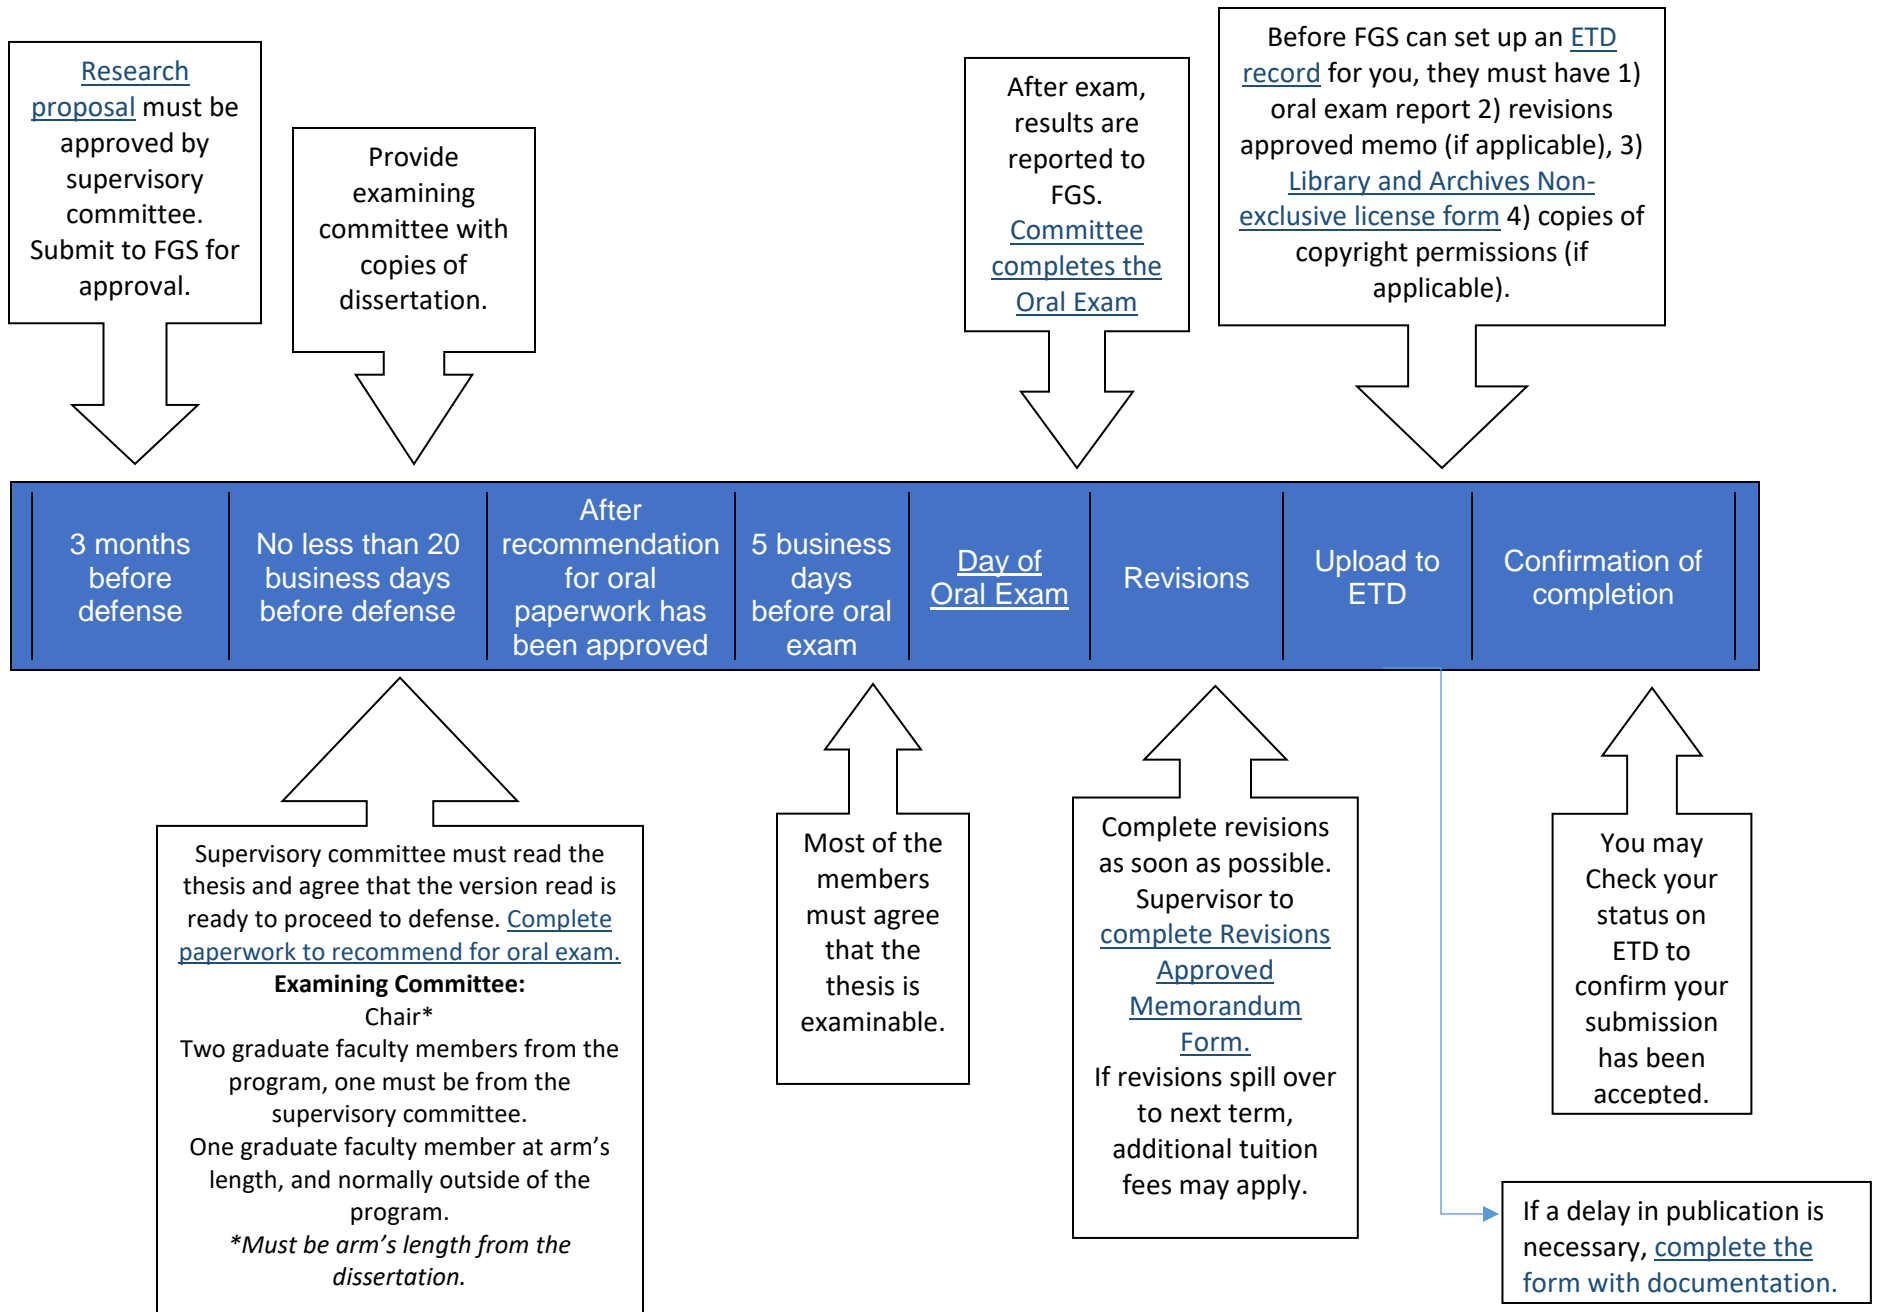 Research
proposal must be
approved by
supervisory
committee.
Submit to FGS for
approval.
Provide
examining
committee with
copies of
dissertation.
After exam,
results are
reported to
FGS.
Committee
completes the
Oral Exam
Before FGS can set up an ETD
record for you, they must have 1)
oral exam report 2) revisions
approved memo (if applicable), 3)
Library and Archives Non-
exclusive license form 4) copies of
copyright permissions (if
applicable).
3 months
before
defense
No less than 20
business days
before defense
After
recommendation
for oral
paperwork has
been approved
5 business
days
before oral
exam
Day of
Oral Exam
Revisions
Upload to
ETD
Confirmation of
completion
Supervisory committee must read the
thesis and agree that the version read is
ready to proceed to defense. Complete
paperwork to recommend for oral exam.
Examining Committee:
Chair*
Two graduate faculty members from the
program, one must be from the
supervisory committee.
One graduate faculty member at arm's
length, and normally outside of the
program.
*Must be arm's length from the
dissertation.
Most of the
members
must agree
that the
thesis is
examinable.
Complete revisions
as soon as possible.
Supervisor to
complete Revisions
Approved
Memorandum
Form.
If revisions spill over
to next term,
additional tuition
fees may apply.
You may
Check your
status on
ETD to
confirm your
submission
has been
accepted.
If a delay in publication is
necessary, complete the
form with documentation.